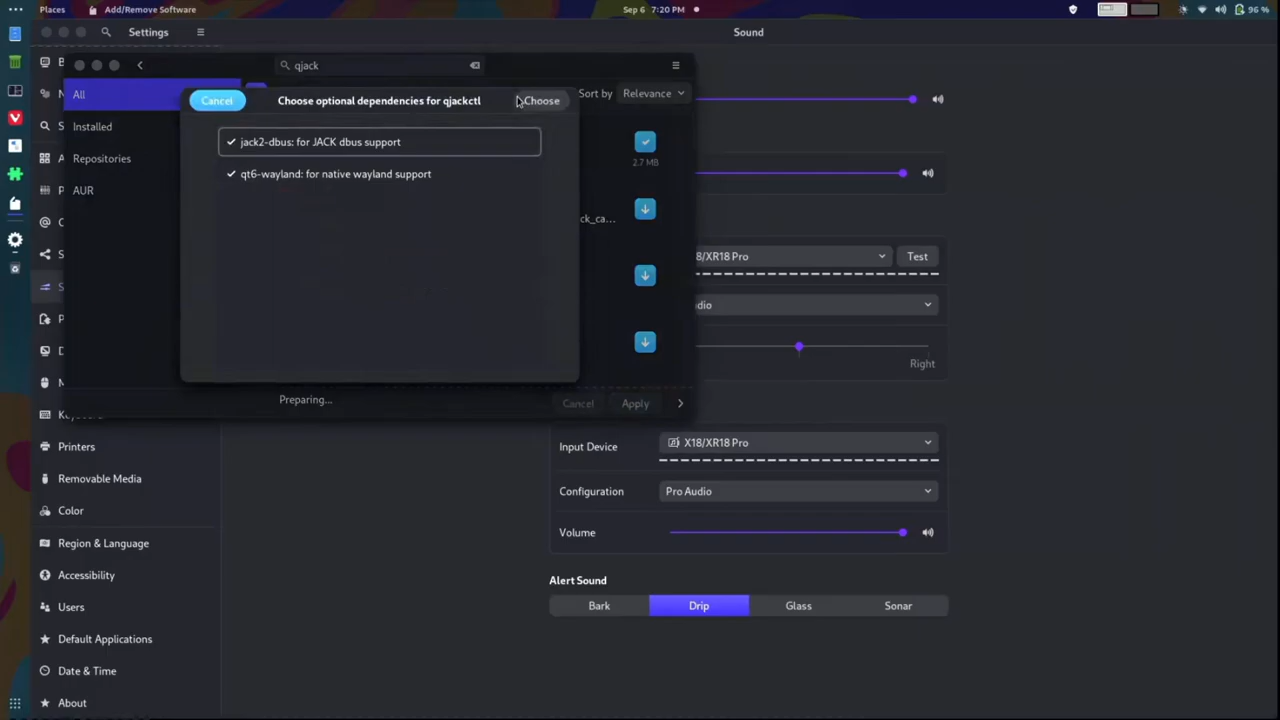 Places
Add/Remove Software
Sep 6 7:20 PM
96 %
Settings
Sound
qjack
All
Cancel
Choose optional dependencies for qjackctl
Choose
Sort by
Relevance
Installed
jack2-dbus: for JACK dbus support
2.7 MB
Repositories
qt6-wayland: for native wayland support
AUR
ck_ca...
8/XR18 Pro
Test
dio
Right
Preparing...
Cancel
Apply
Printers
Input Device
X18/XR18 Pro
Removable Media
Configuration
Pro Audio
Color
Volume
Region & Language
Accessibility
Alert Sound
Users
Bark
Drip
Glass
Sonar
Default Applications
Date & Time
About